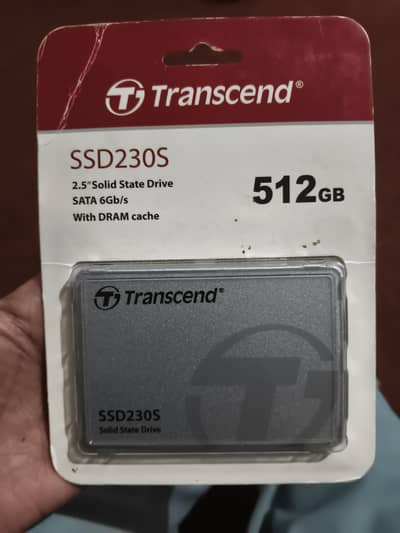 Transcend®
SSD230S
2.5" Solid State Drive
SATA 6Gb/s
With DRAM cache
512GB
Transcend®
SSD230S
Solid State Drive